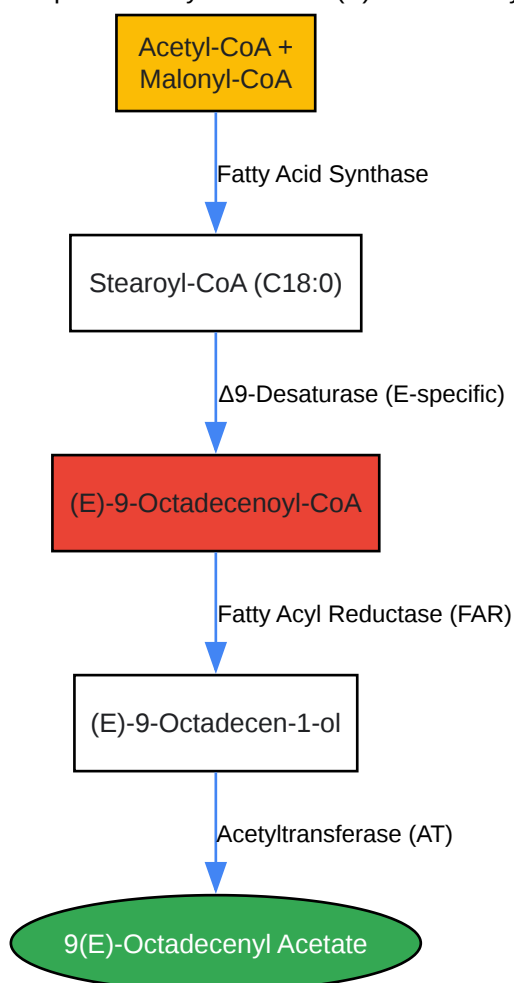 Acetyl-CoA +
Malonyl-CoA
Fatty Acid Synthase
Stearoyl-CoA (C18:0)
Δ9-Desaturase (E-specific)
(E)-9-Octadecenoyl-CoA
Fatty Acyl Reductase (FAR)
(E)-9-Octadecen-1-ol
Acetyltransferase (AT)
9(E)-Octadecenyl Acetate